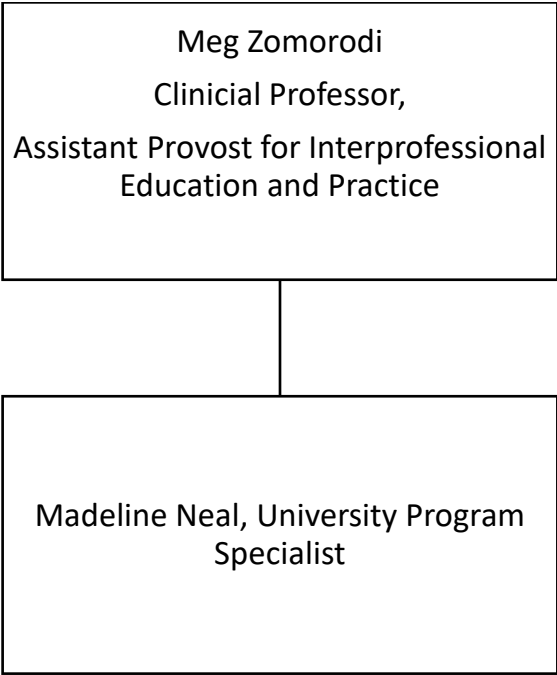 Meg Zomorodi
Clinicial Professor,
Assistant Provost for Interprofessional
Education and Practice
Madeline Neal, University Program
Specialist